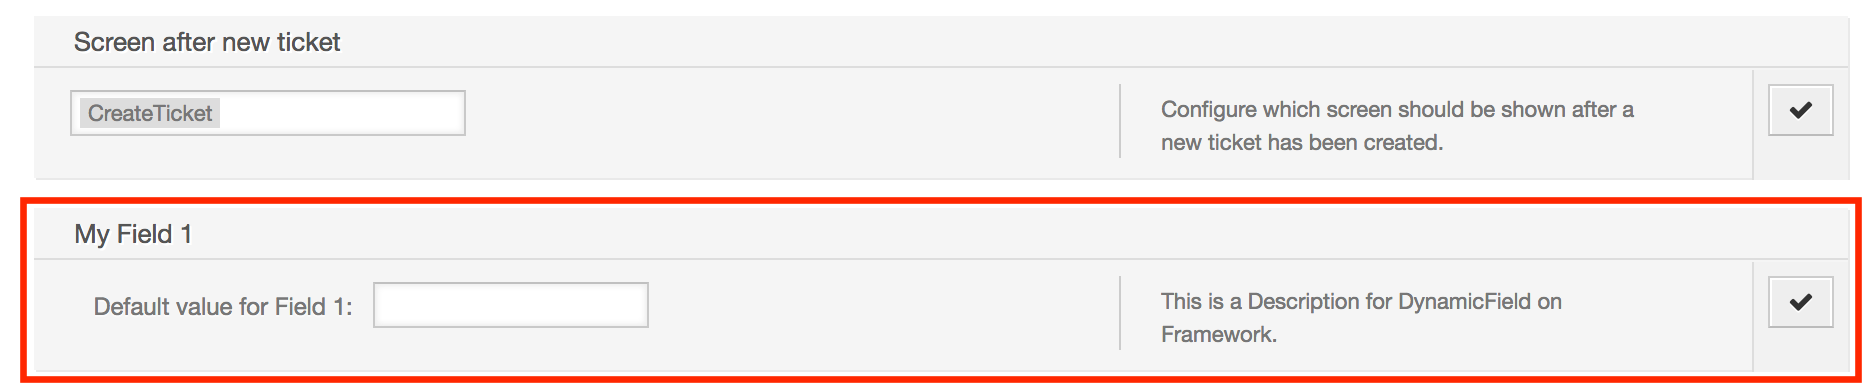 Screen after new ticket
CreateTicket
Configure which screen should be shown after a
new ticket has been created.
My Field 1
Default value for Field 1:
This is a Description for DynamicField on
Framework.